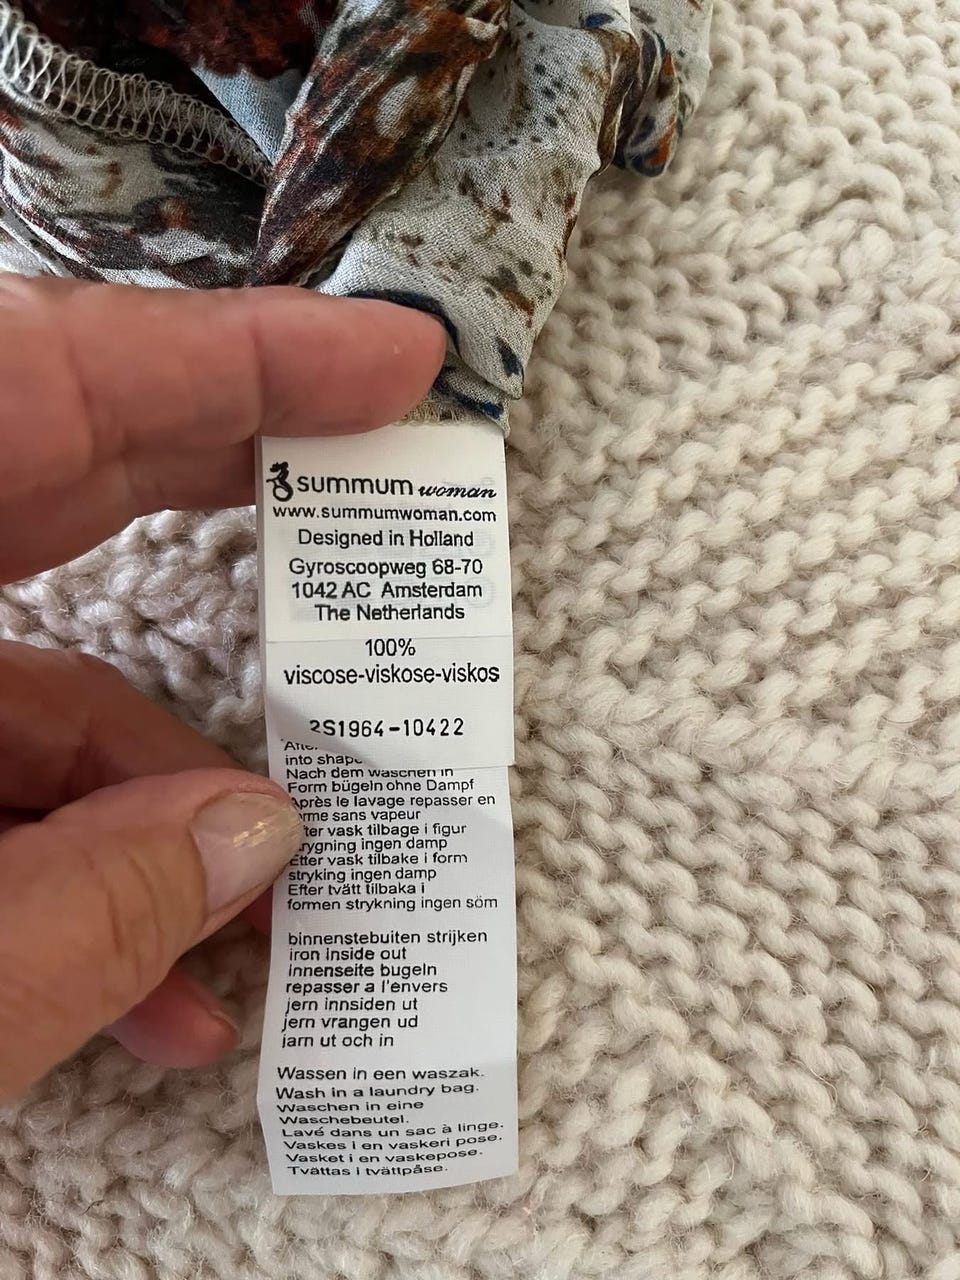 summum woman
www.summumwoman.com
Designed in Holland
Gyroscoopweg 68-70
1042 AC Amsterdam
The Netherlands
100%
viscose-viskose-viskos
2S1964-10422
into
Nach dem waschen in
Form bügeln ohne Dampf
Après le lavage repasser en
sans vapeur
vask tilbage i figur
ingen damp
Etter vask tilbake i form
stryking ingen damp
Efter tvätt tilbaka i
formen strykning ingen söm
binnenstebuiten strijken
iron inside out
innenseite bugeln
repasser a l'envers
jern innsiden ut
jern vrangen ud
jarn ut och in
Wassen in een waszak.
Wash in a laundry bag.
Waschen in eine
Waschebeutel.
Lavé dans un sac à linge.
Vaskes i en vaskeri pose.
Vasket i en vaskepose.
Tvättas i tvättpåse.